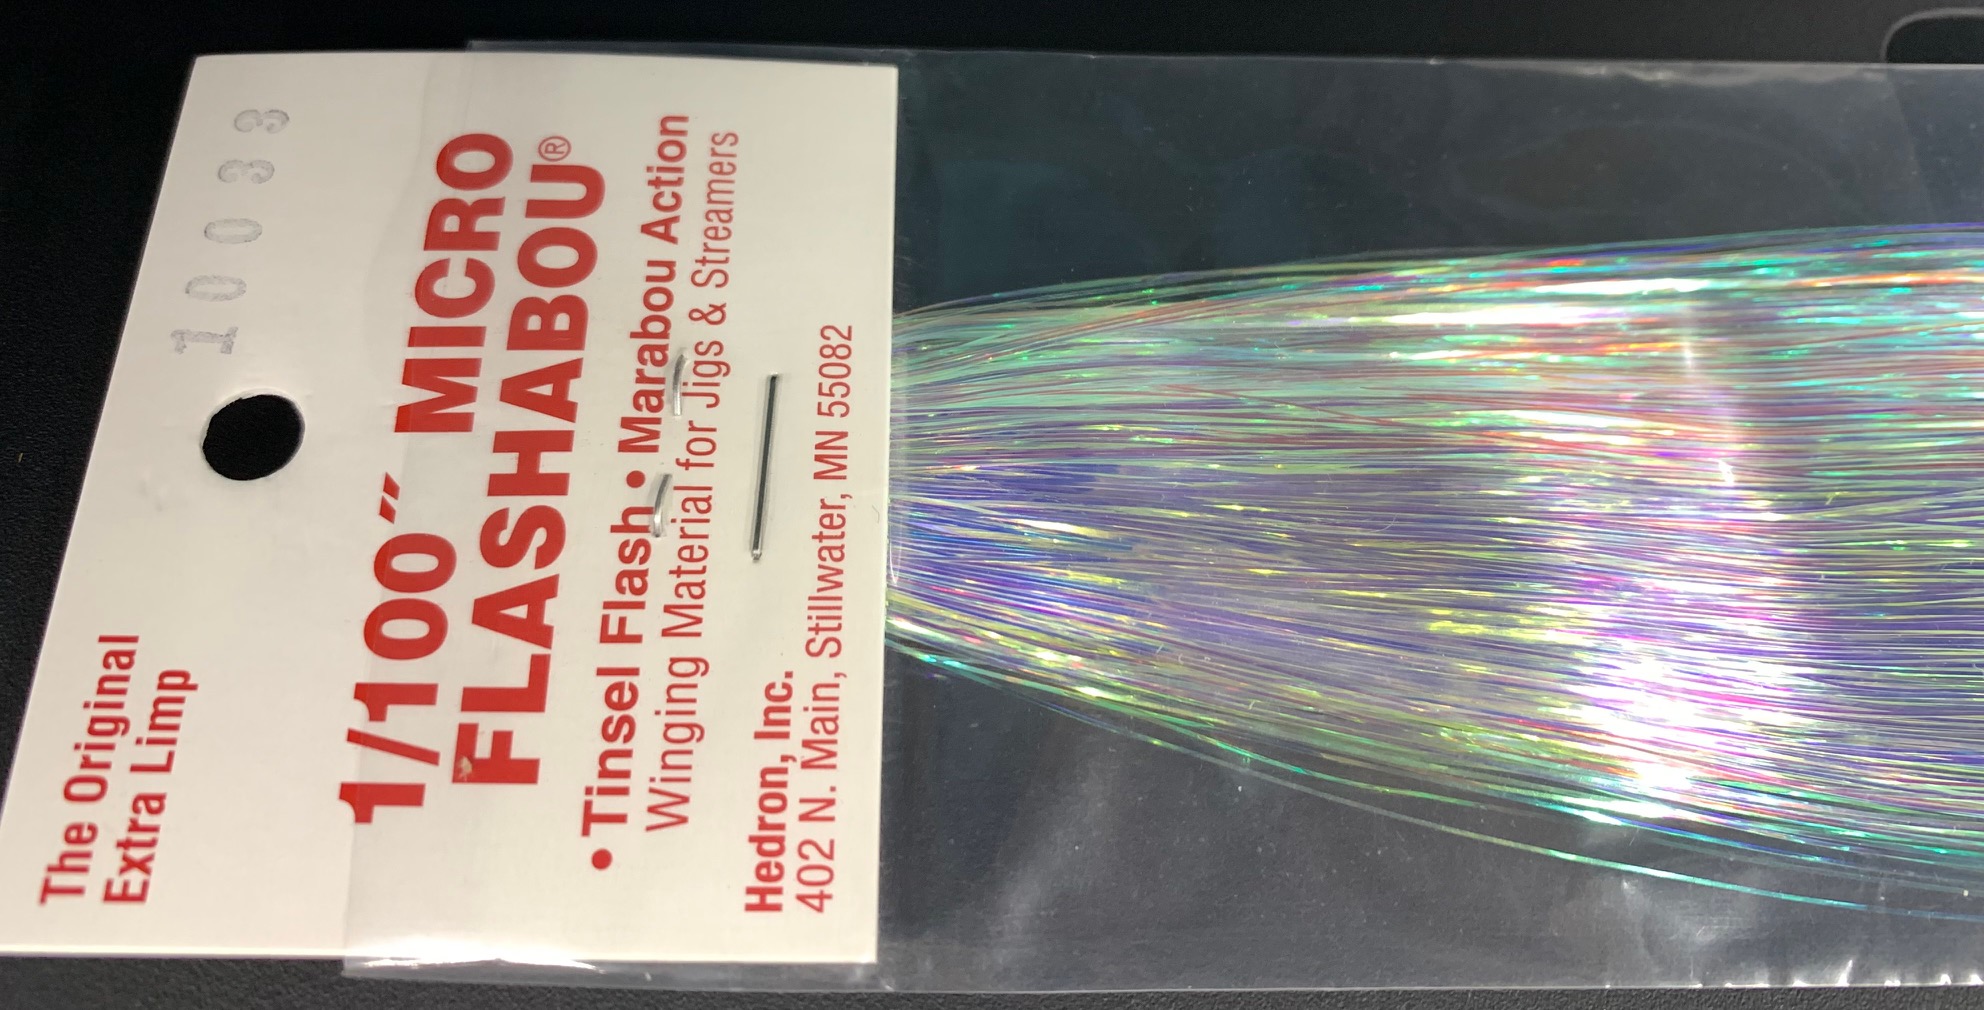 The Original
Extra Limp
10033
1/100″ MICRO
FLASHABOU®
• Tinsel Flash • Marabou Action
Winging Material for Jigs & Streamers
Hedron, Inc.
402 N. Main, Stillwater, MN 55082